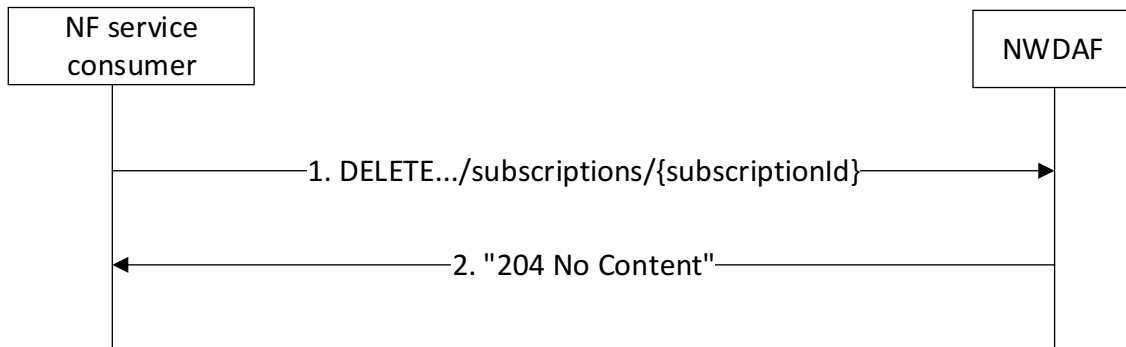 NF service
consumer
NWDAF
1. DELETE.../subscriptions/{subscriptionId}
2. "204 No Content"